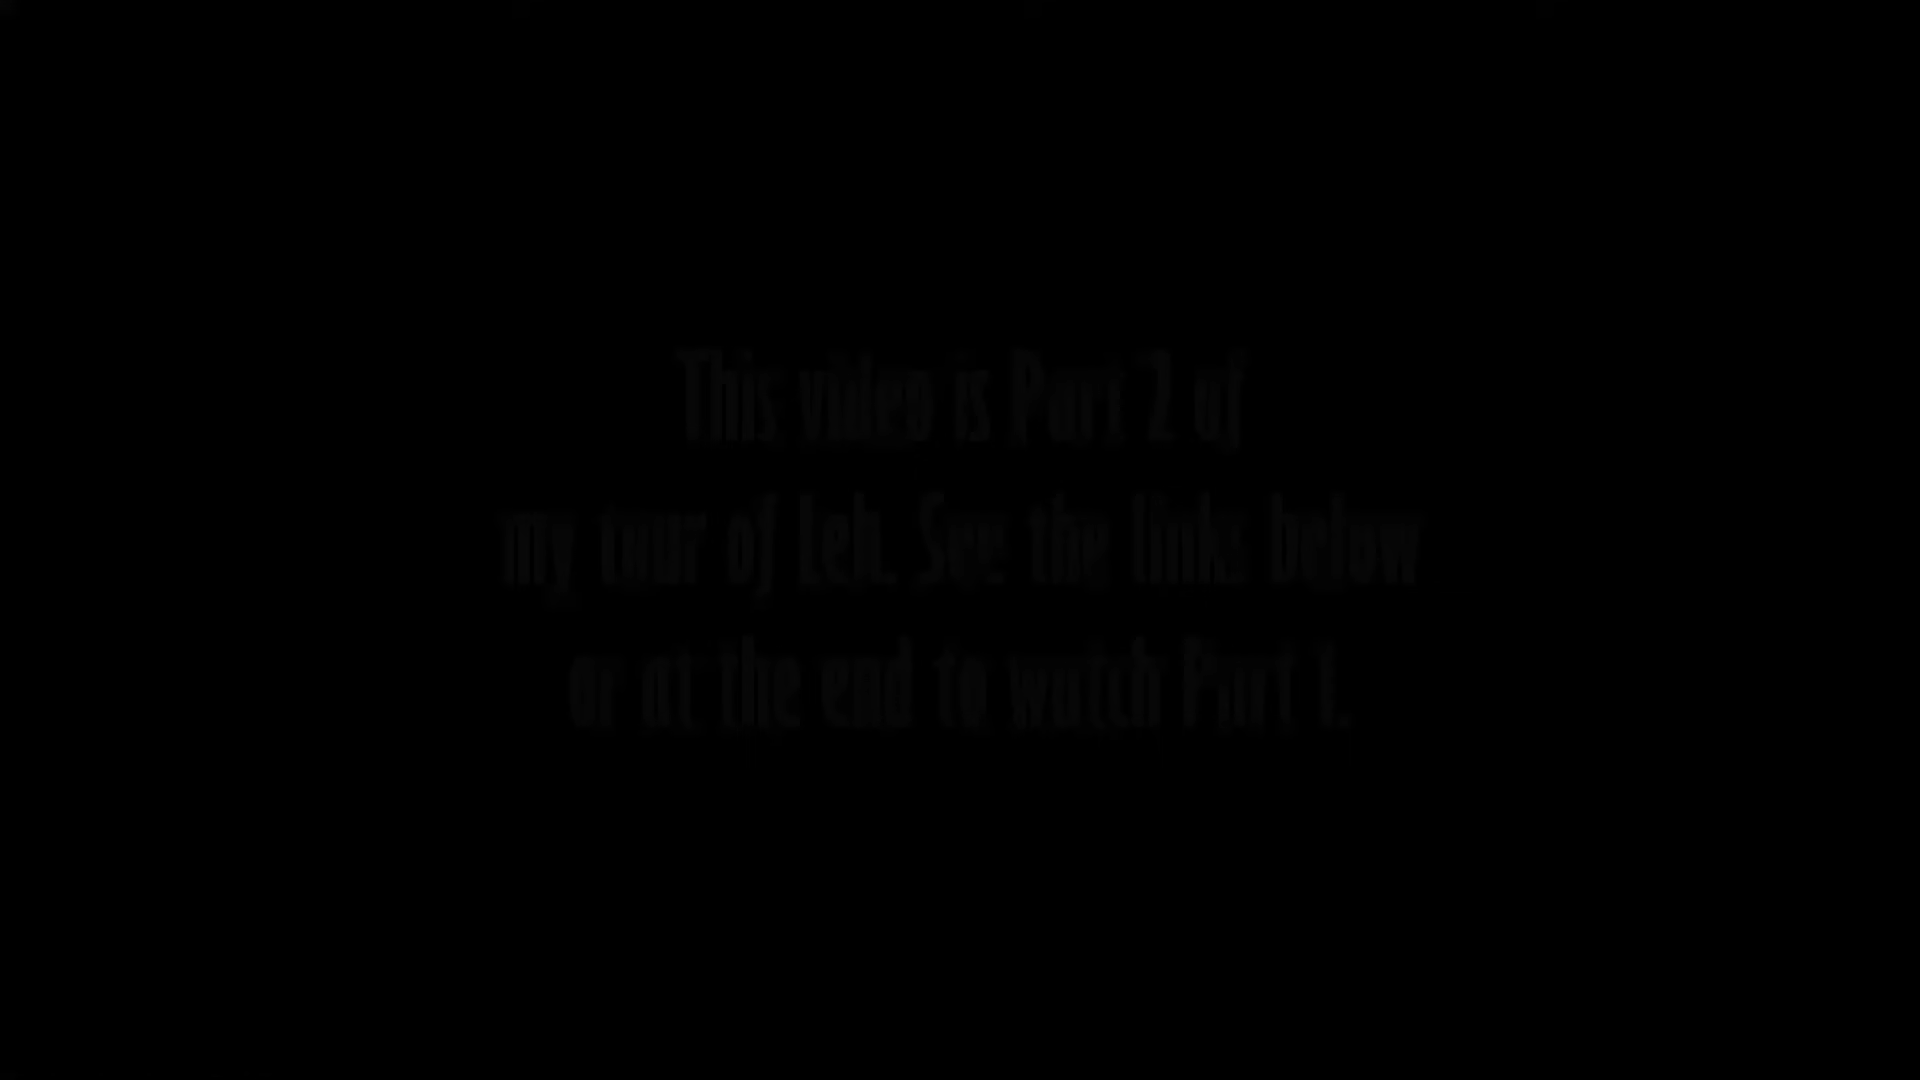 This video is Part 2 of
my tour of Leh. See the links below
or at the end to watch Part 1.